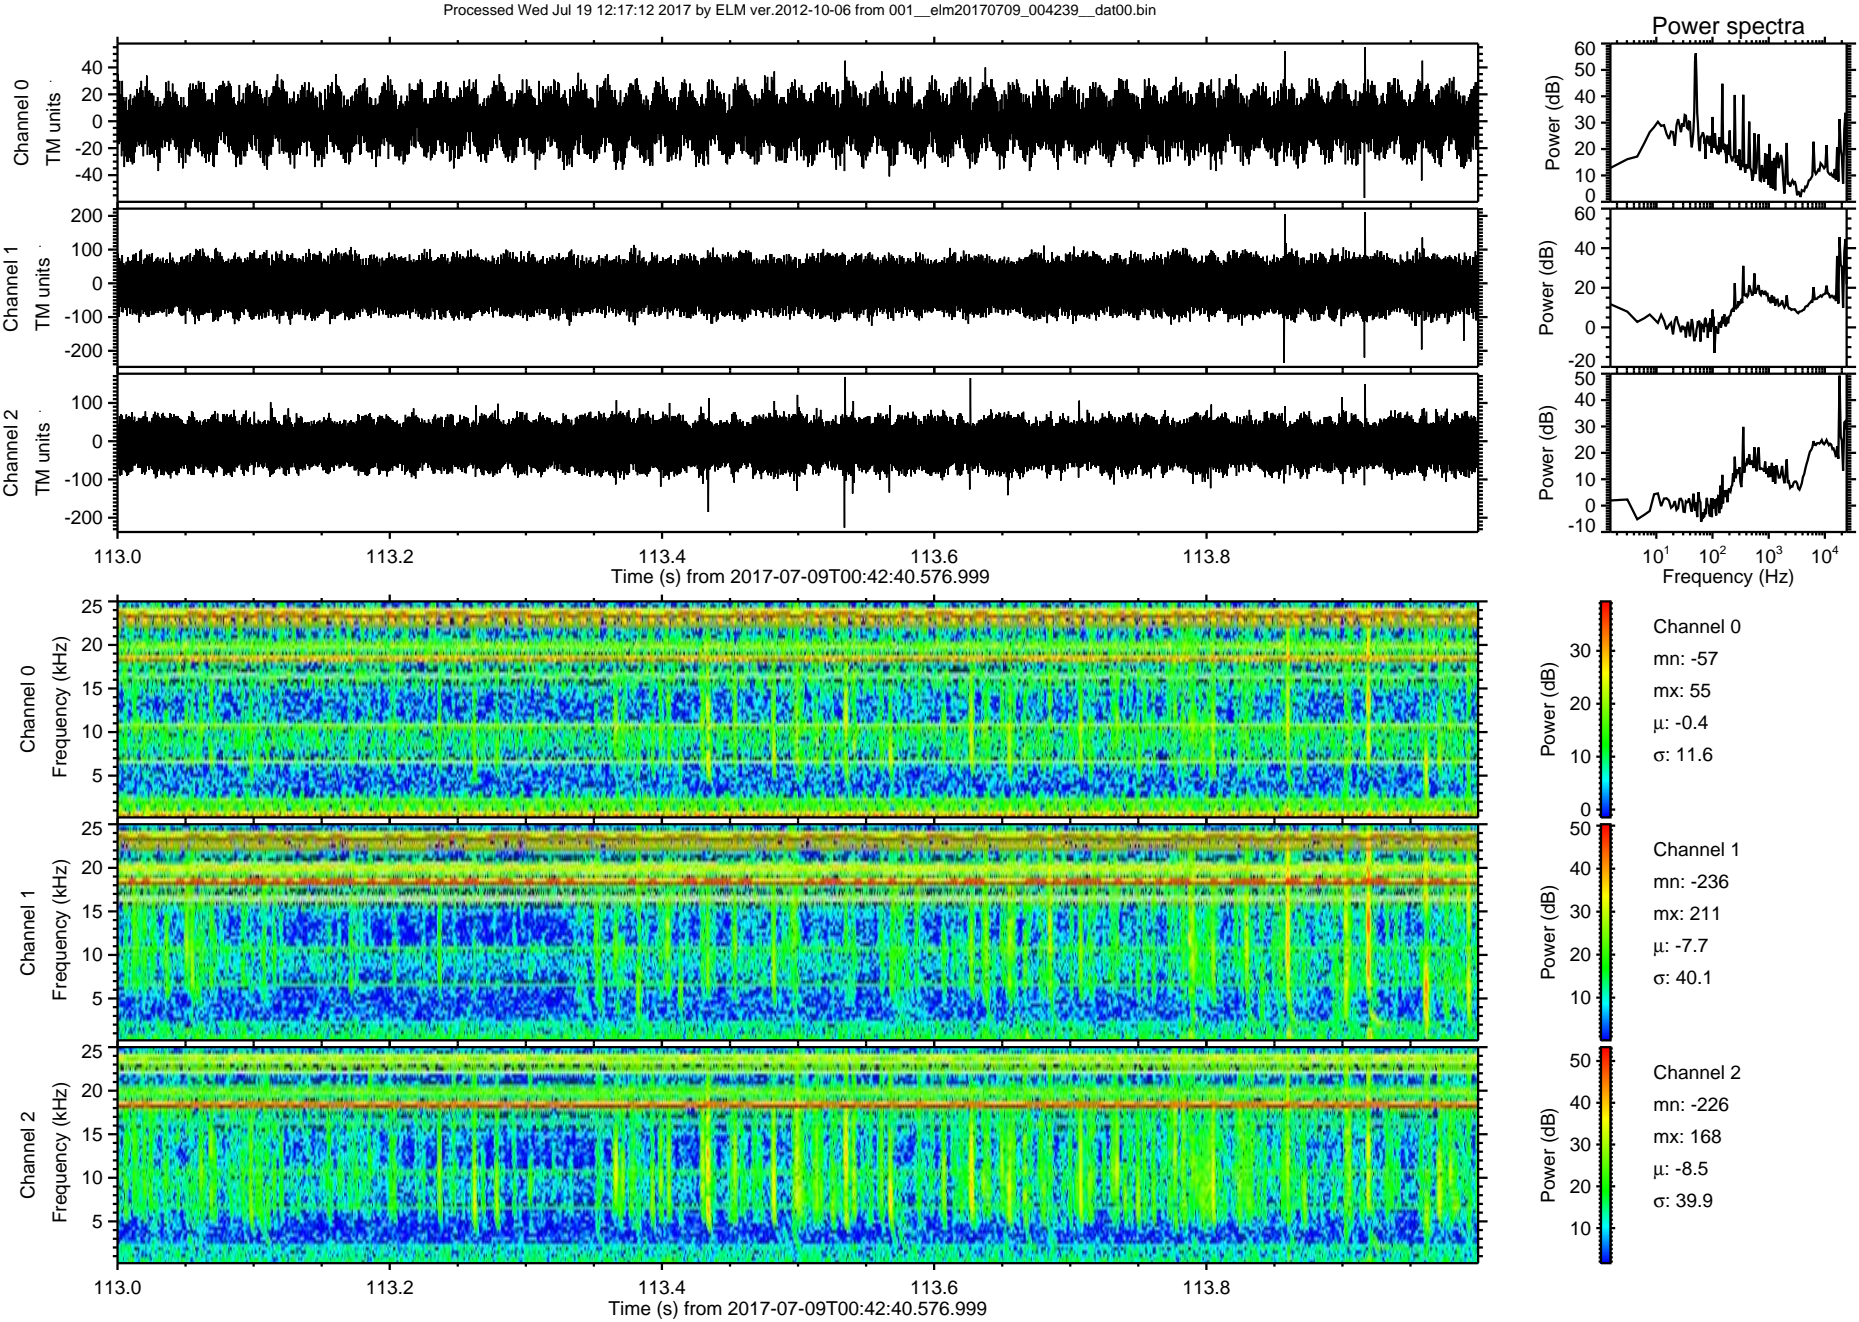 Processed Wed Jul 19 12:17:12 2017 by ELM ver.2012-10-06 from 001__elm20170709_004239__dat00.bin
Power spectra
Channel 0
TM units
40
20
0
-20
-40
Power (dB)
60
50
40
30
20
10
0
Channel 1
TM units
200
100
0
-100
-200
Power (dB)
60
40
20
0
-20
Channel 2
TM units
100
0
-100
-200
Power (dB)
50
40
30
20
10
0
-10
113.0 113.2 113.4 113.6 113.8
Time (s) from 2017-07-09T00:42:40.576.999
10^1 10^2 10^3 10^4
Frequency (Hz)
Channel 0
Frequency (kHz)
25
20
15
10
5
Power (dB)
30
20
10
0
Channel 0
mn: -57
mx: 55
μ: -0.4
σ: 11.6
Channel 1
Frequency (kHz)
25
20
15
10
5
Power (dB)
50
40
30
20
10
Channel 1
mn: -236
mx: 211
μ: -7.7
σ: 40.1
Channel 2
Frequency (kHz)
25
20
15
10
5
Power (dB)
50
40
30
20
10
Channel 2
mn: -226
mx: 168
μ: -8.5
σ: 39.9
113.0 113.2 113.4 113.6 113.8
Time (s) from 2017-07-09T00:42:40.576.999